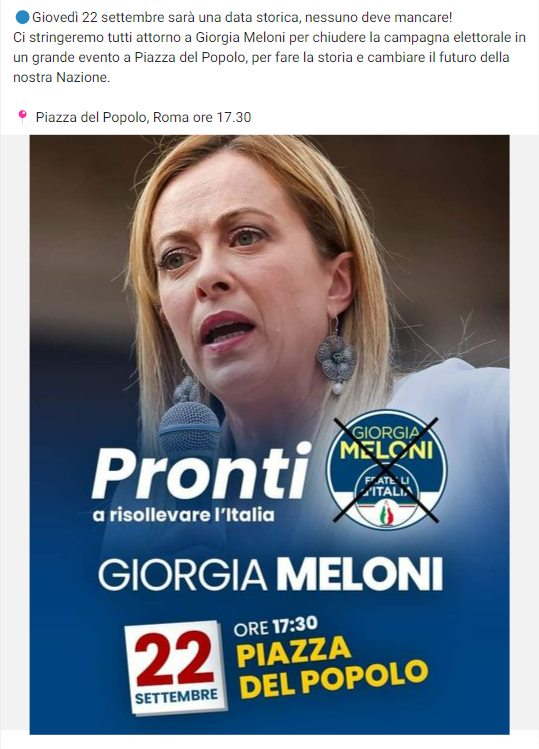 🔵Giovedì 22 settembre sarà una data storica, nessuno deve mancare!
Ci stringeremo tutti attorno a Giorgia Meloni per chiudere la campagna elettorale in
un grande evento a Piazza del Popolo, per fare la storia e cambiare il futuro della
nostra Nazione.
📍 Piazza del Popolo, Roma ore 17.30
Pronti
a risollevare l'Italia
GIORGIA
MELONI
FRATELLI
d'ITALIA
GIORGIA MELONI
22
SETTEMBRE
ORE 17:30
PIAZZA
DEL POPOLO